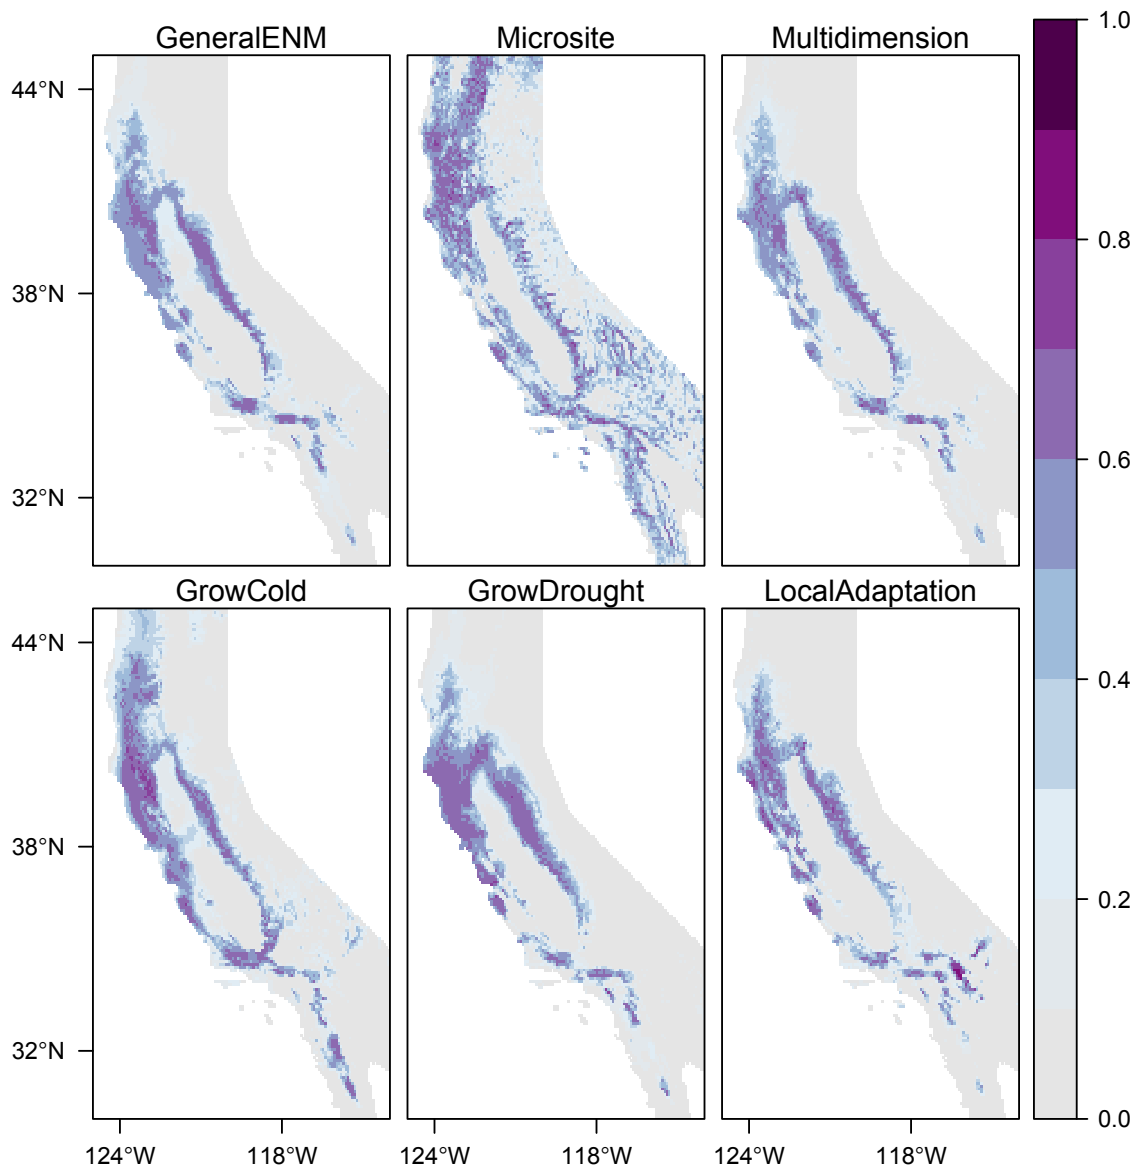 GeneralENM Microsite Multidimension
1.0
44°N
0.8
38°N
0.6
32°N
GrowCold GrowDrought LocalAdaptation
44°N
0.4
38°N
0.2
32°N
0.0
124°W 118°W 124°W 118°W 124°W 118°W